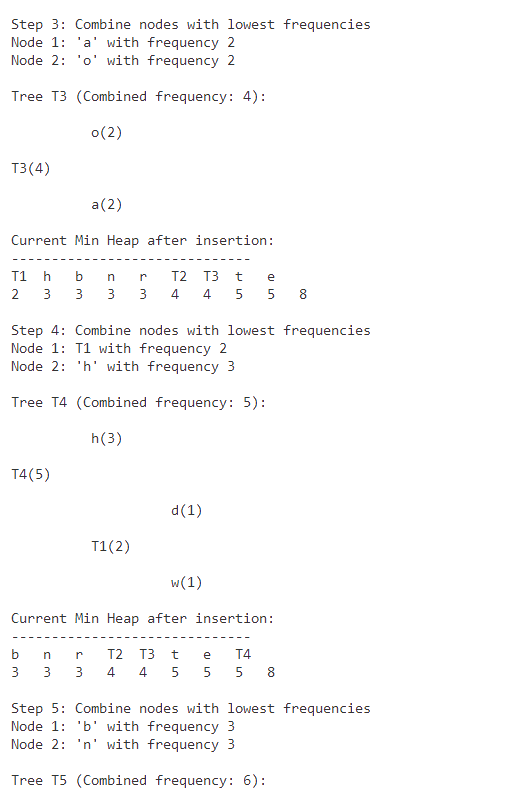 Step 3: Combine nodes with lowest frequencies
Node 1: 'a' with frequency 2
Node 2: 'o' with frequency 2
Tree T3 (Combined frequency: 4):
o(2)
T3(4)
a(2)
Current Min Heap after insertion:
------------------------------
T1 h b n r T2 T3 t e
2 3 3 3 3 4 4 5 5 8
Step 4: Combine nodes with lowest frequencies
Node 1: T1 with frequency 2
Node 2: 'h' with frequency 3
Tree T4 (Combined frequency: 5):
h(3)
T4(5)
d(1)
T1(2)
w(1)
Current Min Heap after insertion:
------------------------------
b n r T2 T3 t e T4
3 3 3 4 4 5 5 5 8
Step 5: Combine nodes with lowest frequencies
Node 1: 'b' with frequency 3
Node 2: 'n' with frequency 3
Tree T5 (Combined frequency: 6):